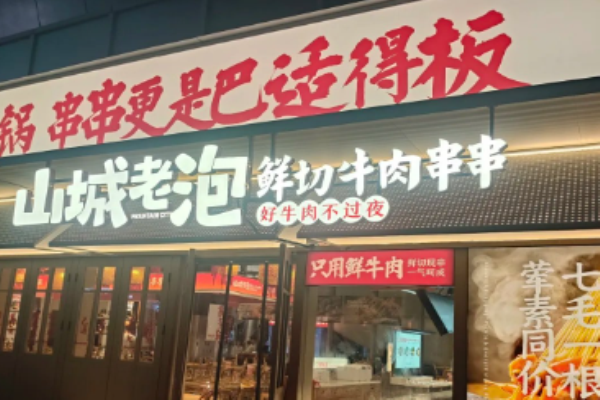 锅 串串更是巴适得板
山城老泡 鲜切牛肉串串
MOUNTAIN CITY
好牛肉不过夜
只用鲜牛肉
七毛一根
荤素同价